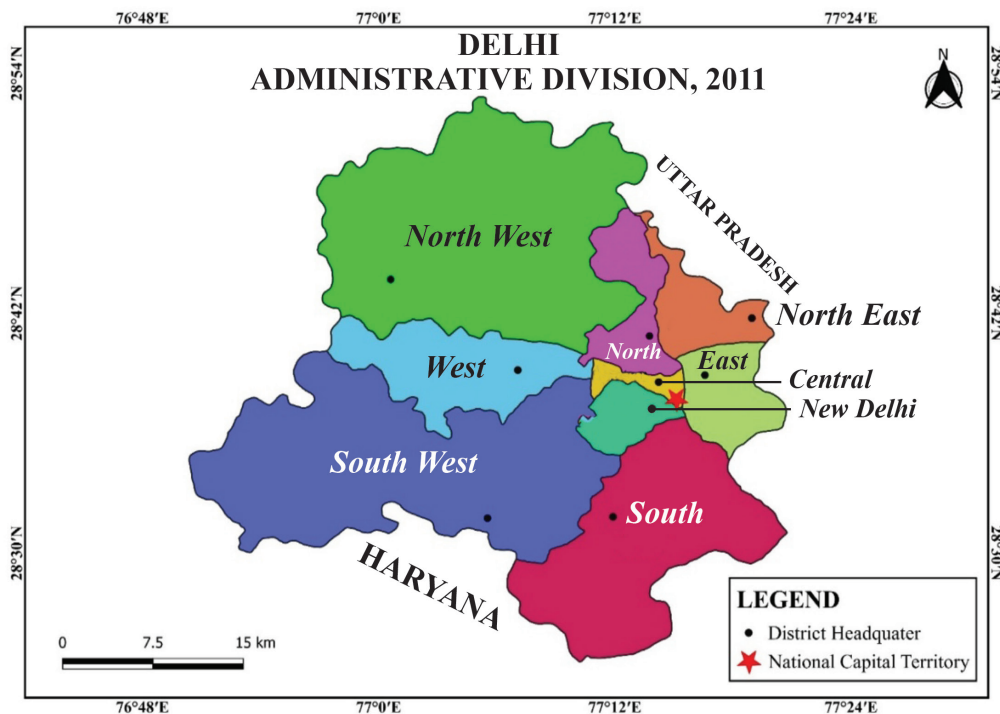 76°48'E 77°0'E 77°12'E 77°24'E
DELHI
ADMINISTRATIVE DIVISION, 2011
N
28°54'N
28°54'N
UTTAR PRADESH
North West
28°42'N
28°42'N
North East
North
East
West
Central
New Delhi
South West
South
28°30'N
28°30'N
HARYANA
LEGEND
District Headquater
National Capital Territory
0 7.5 15 km
76°48'E 77°0'E 77°12'E 77°24'E